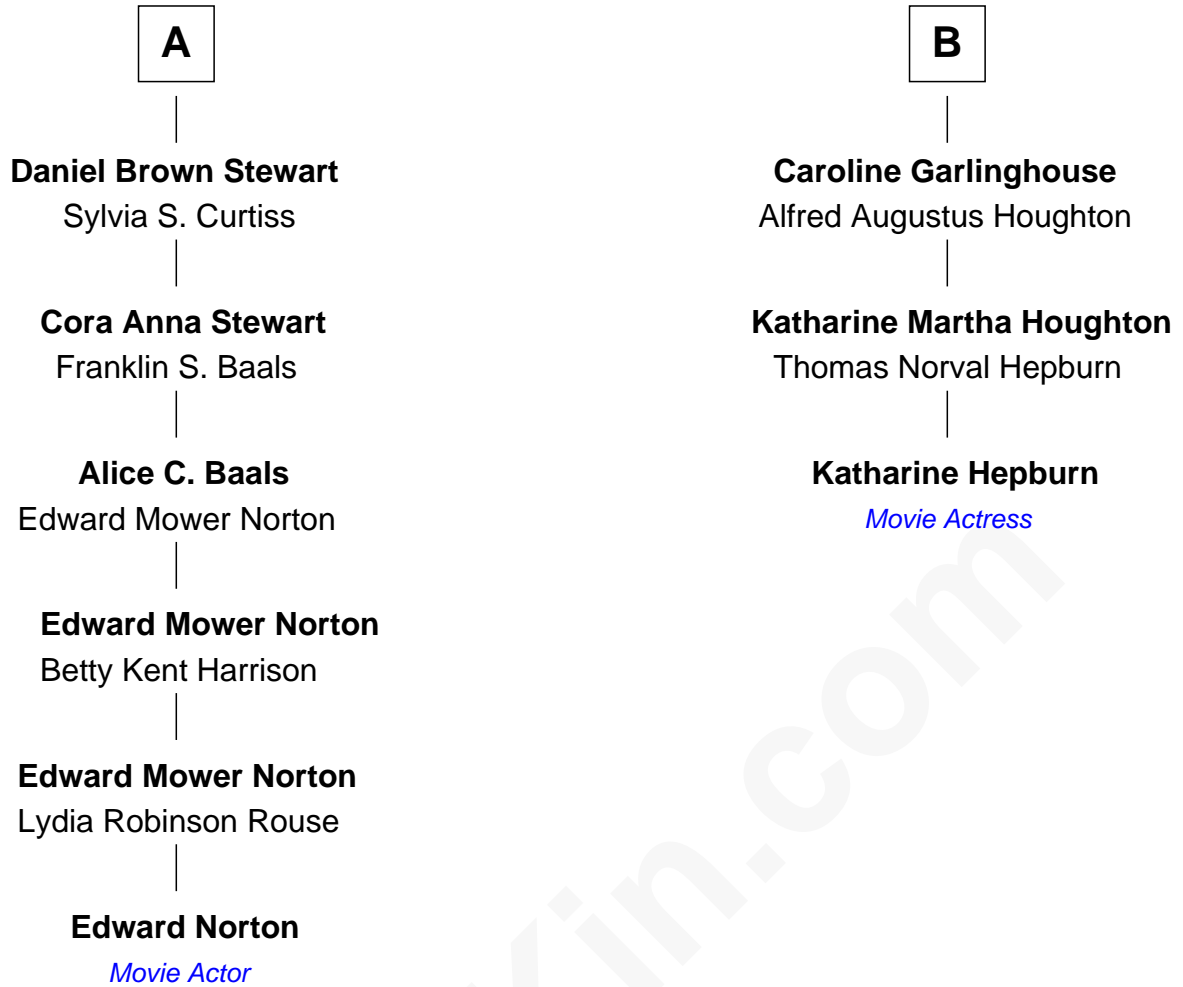 A
Daniel Brown Stewart
Sylvia S. Curtiss
Cora Anna Stewart
Franklin S. Baals
Alice C. Baals
Edward Mower Norton
Edward Mower Norton
Betty Kent Harrison
Edward Mower Norton
Lydia Robinson Rouse
Edward Norton
Movie Actor
B
Caroline Garlinghouse
Alfred Augustus Houghton
Katharine Martha Houghton
Thomas Norval Hepburn
Katharine Hepburn
Movie Actress
Kin.com